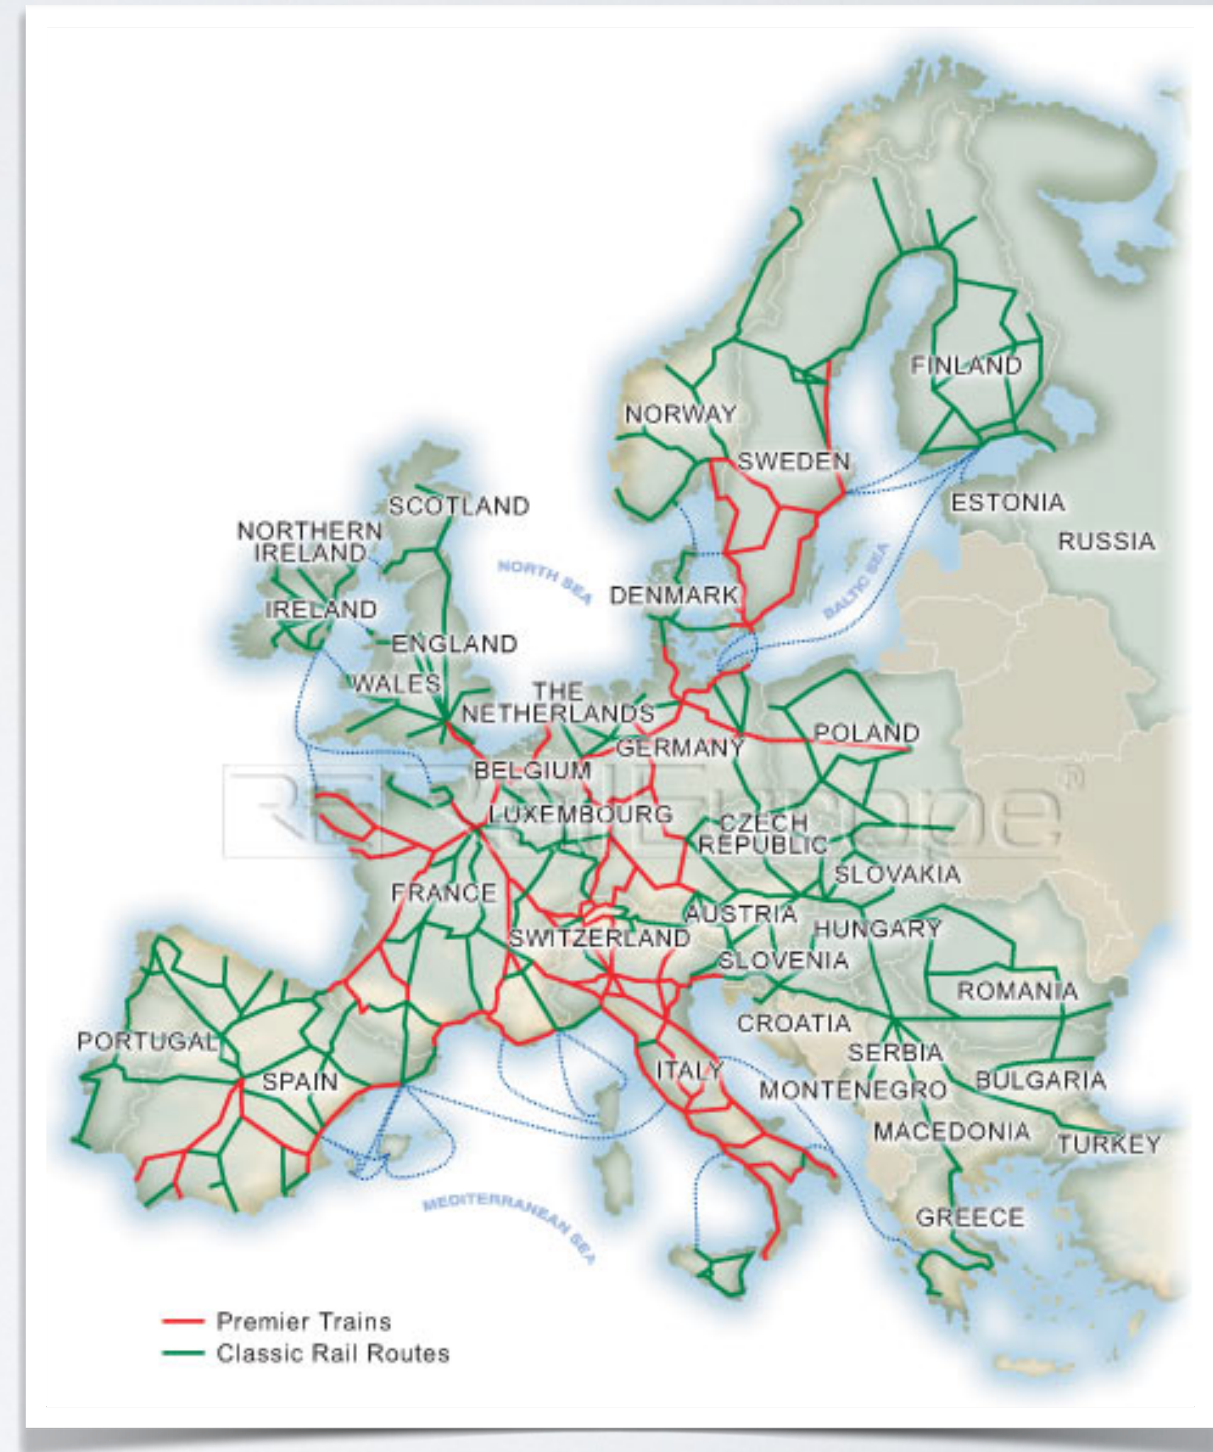 FINLAND
NORWAY
SWEDEN
SCOTLAND
ESTONIA
NORTHERN
IRELAND
RUSSIA
NORTH SEA
BALTIC SEA
DENMARK
IRELAND
ENGLAND
WALES
THE
NETHERLANDS
POLAND
GERMANY
BELGIUM
RailEurope®
LUXEMBOURG
CZECH
REPUBLIC
SLOVAKIA
FRANCE
AUSTRIA
HUNGARY
SWITZERLAND
SLOVENIA
ROMANIA
CROATIA
PORTUGAL
SERBIA
ITALY
SPAIN
BULGARIA
MONTENEGRO
MACEDONIA
TURKEY
MEDITERRANEAN SEA
GREECE
Premier Trains
Classic Rail Routes